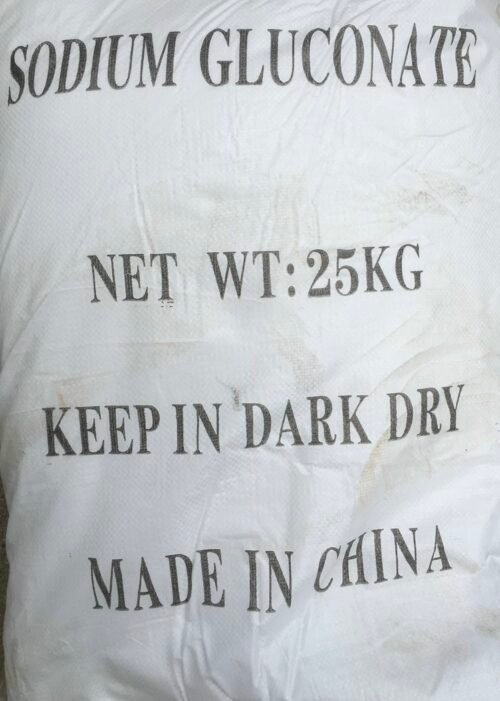 SODIUM GLUCONATE
NET WT:25KG
KEEP IN DARK DRY
MADE IN CHINA